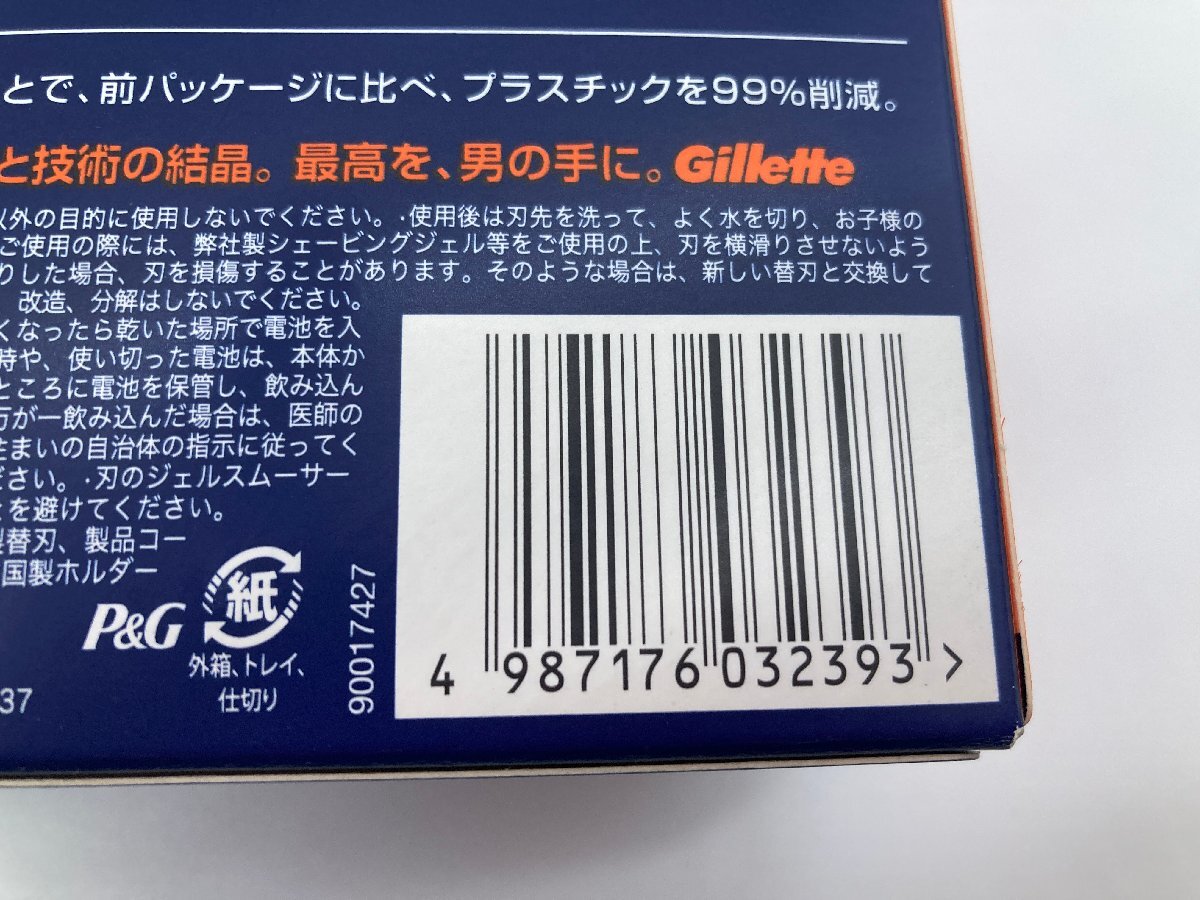 とで、前パッケージに比べ、プラスチックを99%削減。
と技術の結晶。最高を、男の手に。Gillette
以外の目的に使用しないでください。・使用後は刃先を洗って、よく水を切り、お子様の
ご使用の際には、弊社製シェービングジェル等をご使用の上、刃を横滑りさせないよう
りした場合、刃を損傷することがあります。そのような場合は、新しい替刃と交換して
改造、分解はしないでください。
くなったら乾いた場所で電池を入
時や、使い切った電池は、本体か
ところに電池を保管し、飲み込ん
万が一飲み込んだ場合は、医師の
住まいの自治体の指示に従ってく
ださい。・刃のジェルスムーサー
とを避けてください。
製替刃、製品コー
国製ホルダー
P&G
紙
外箱、トレイ、
仕切り
37
90017427
4 987176 032393 >